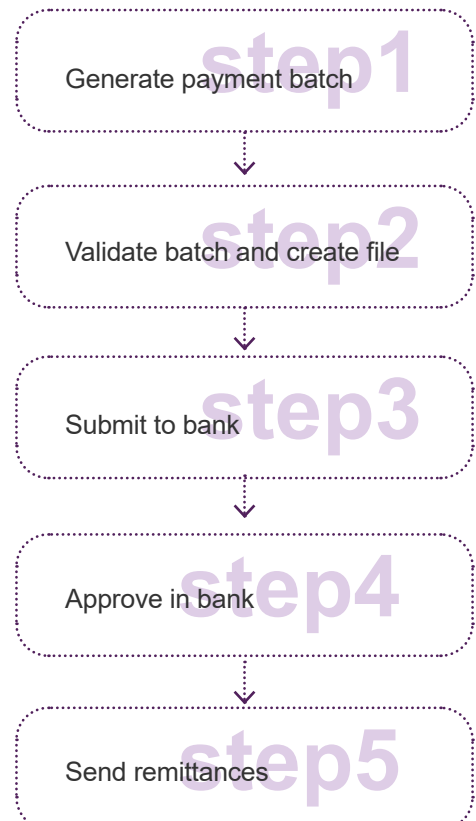 step1
Generate payment batch
step2
Validate batch and create file
step3
Submit to bank
step4
Approve in bank
step5
Send remittances